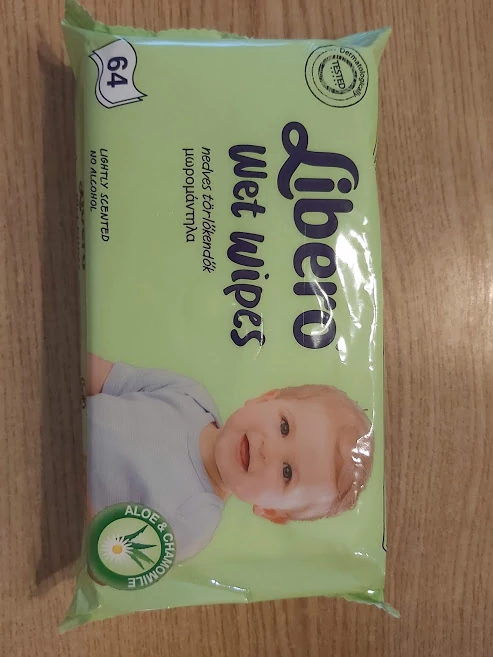 Dermatologically
TESTED
Libero
Wet Wipes
nedves törlőkendők
μωρομάντηλα
64
LIGHTLY SCENTED
NO ALCOHOL
ALOE & CHAMOMILE